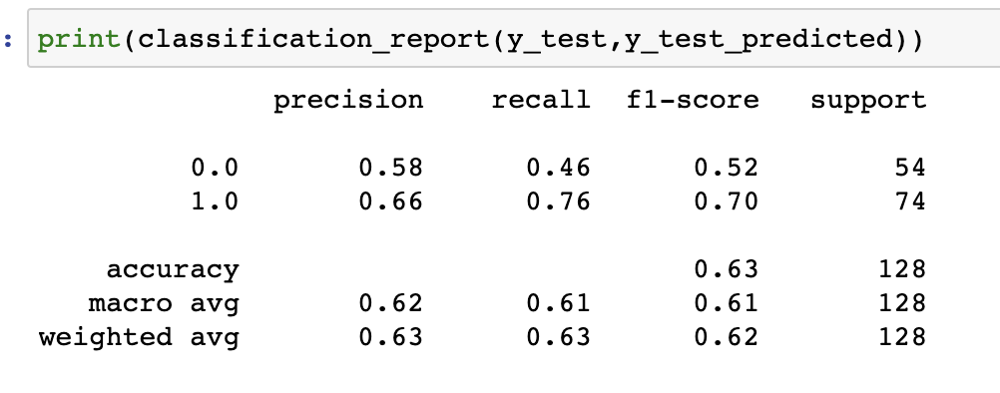 : print(classification_report(y_test,y_test_predicted))
precision recall f1-score support
0.0 0.58 0.46 0.52 54
1.0 0.66 0.76 0.70 74
accuracy 0.63 128
macro avg 0.62 0.61 0.61 128
weighted avg 0.63 0.63 0.62 128